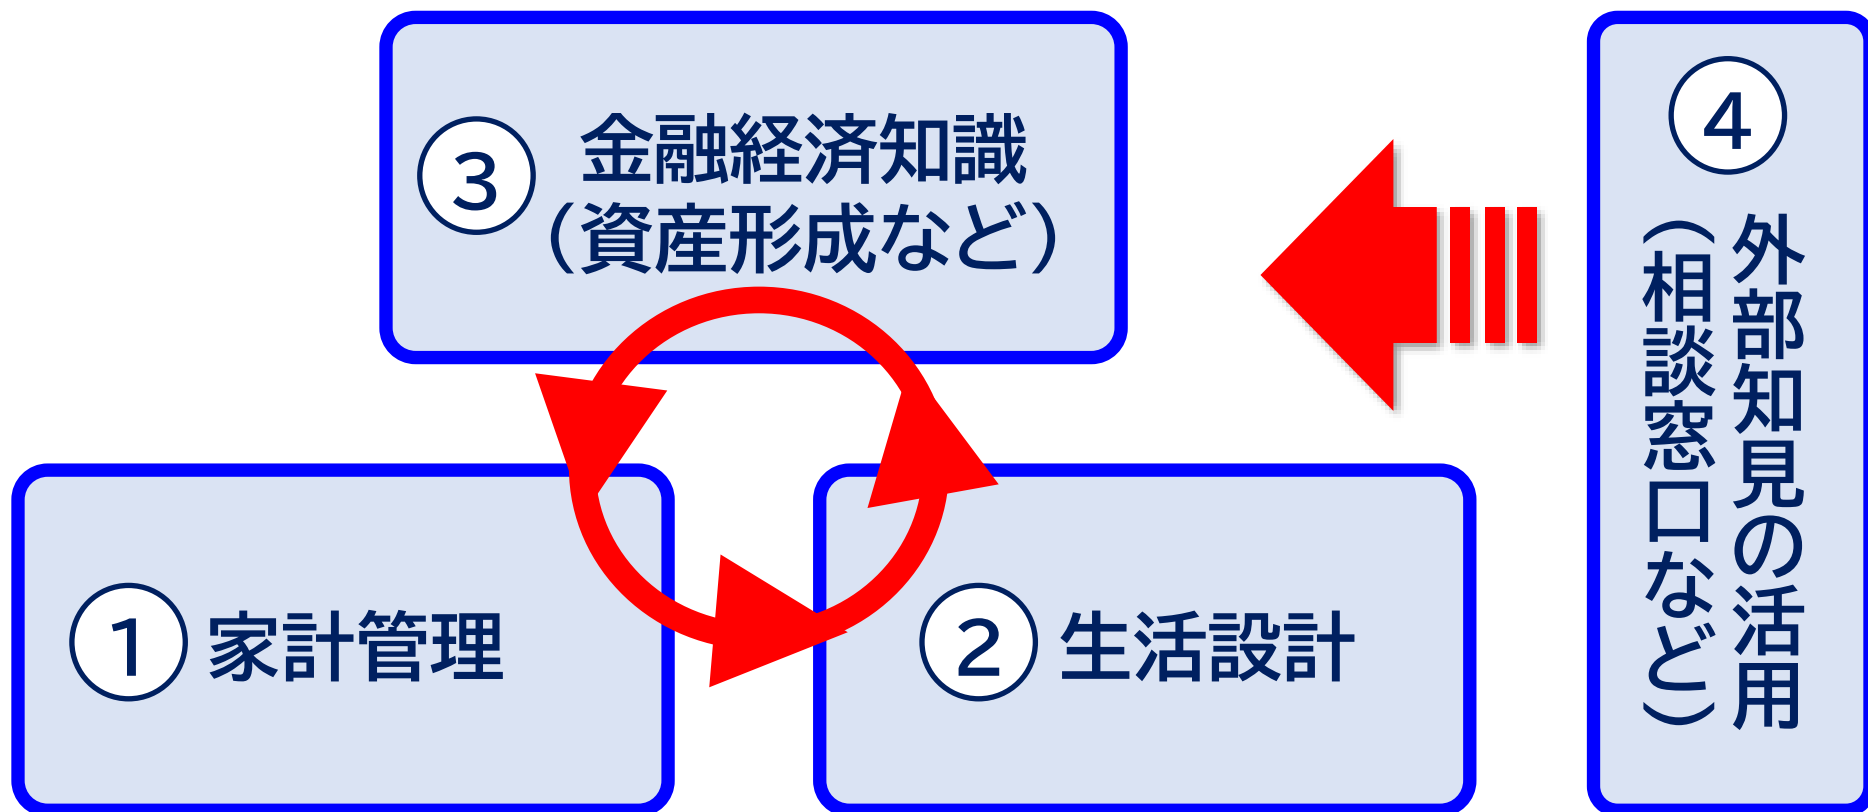 ③ 金融経済知識
（資産形成など）
① 家計管理
② 生活設計
④
外部知見の活用
（相談窓口など）